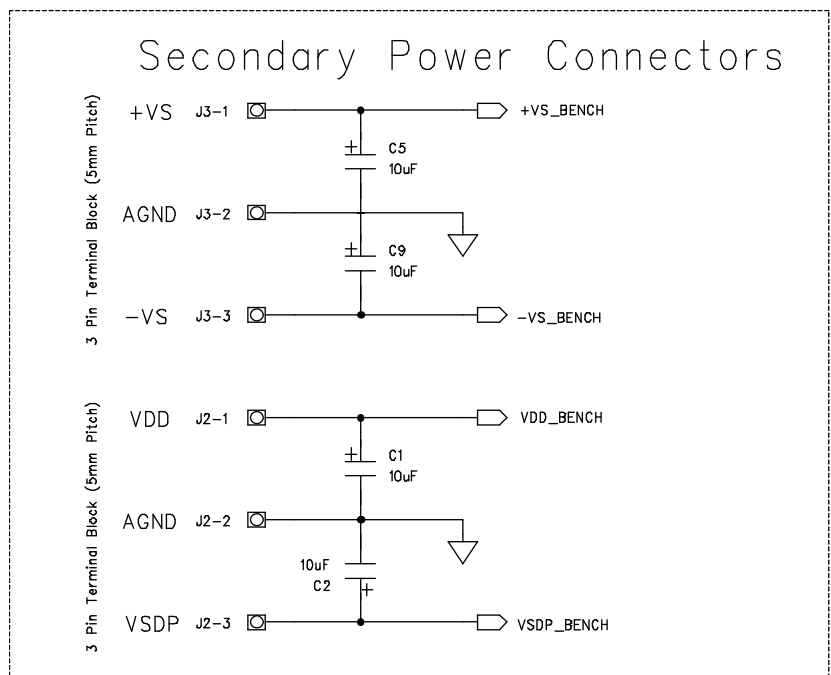 Secondary Power Connectors
3 Pin Terminal Block (5mm Pitch)
+VS J3-1 +VS_BENCH
+ C5
10uF
AGND J3-2
+ C9
10uF
-VS J3-3 -VS_BENCH
3 Pin Terminal Block (5mm Pitch)
VDD J2-1 VDD_BENCH
+ C1
10uF
AGND J2-2
10uF
C2 +
VSDP J2-3 VSDP_BENCH